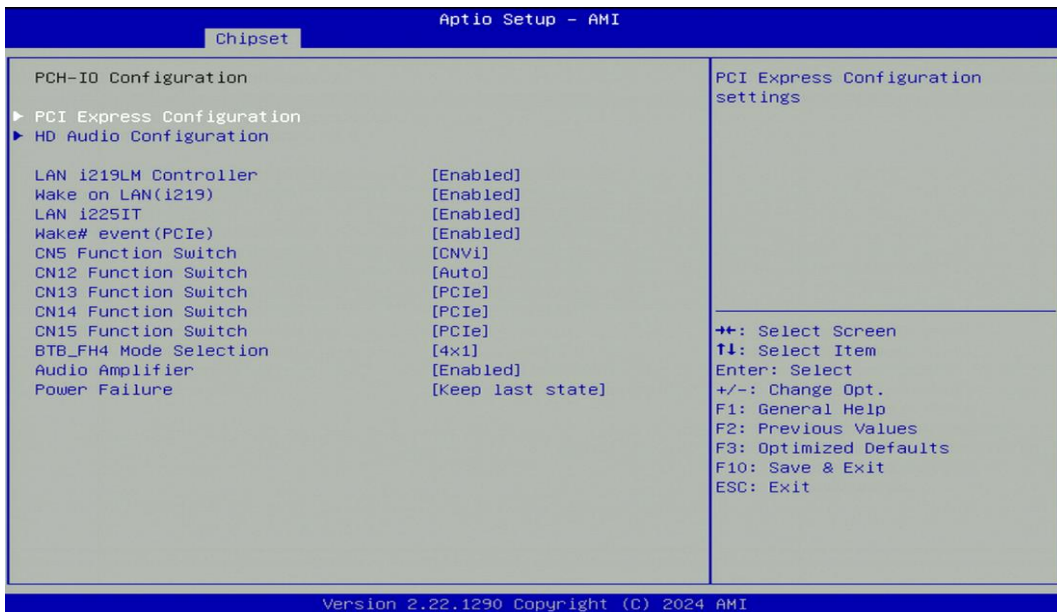 Aptio Setup – AMI
Chipset
PCH-IO Configuration
▶ PCI Express Configuration
▶ HD Audio Configuration
LAN i219LM Controller [Enabled]
Wake on LAN(i219) [Enabled]
LAN i225IT [Enabled]
Wake# event(PCIe) [Enabled]
CN5 Function Switch [CNVi]
CN12 Function Switch [Auto]
CN13 Function Switch [PCIe]
CN14 Function Switch [PCIe]
CN15 Function Switch [PCIe]
BTB_FH4 Mode Selection [4x1]
Audio Amplifier [Enabled]
Power Failure [Keep last state]
PCI Express Configuration
settings
→←: Select Screen
↑↓: Select Item
Enter: Select
+/-: Change Opt.
F1: General Help
F2: Previous Values
F3: Optimized Defaults
F10: Save & Exit
ESC: Exit
Version 2.22.1290 Copyright (C) 2024 AMI